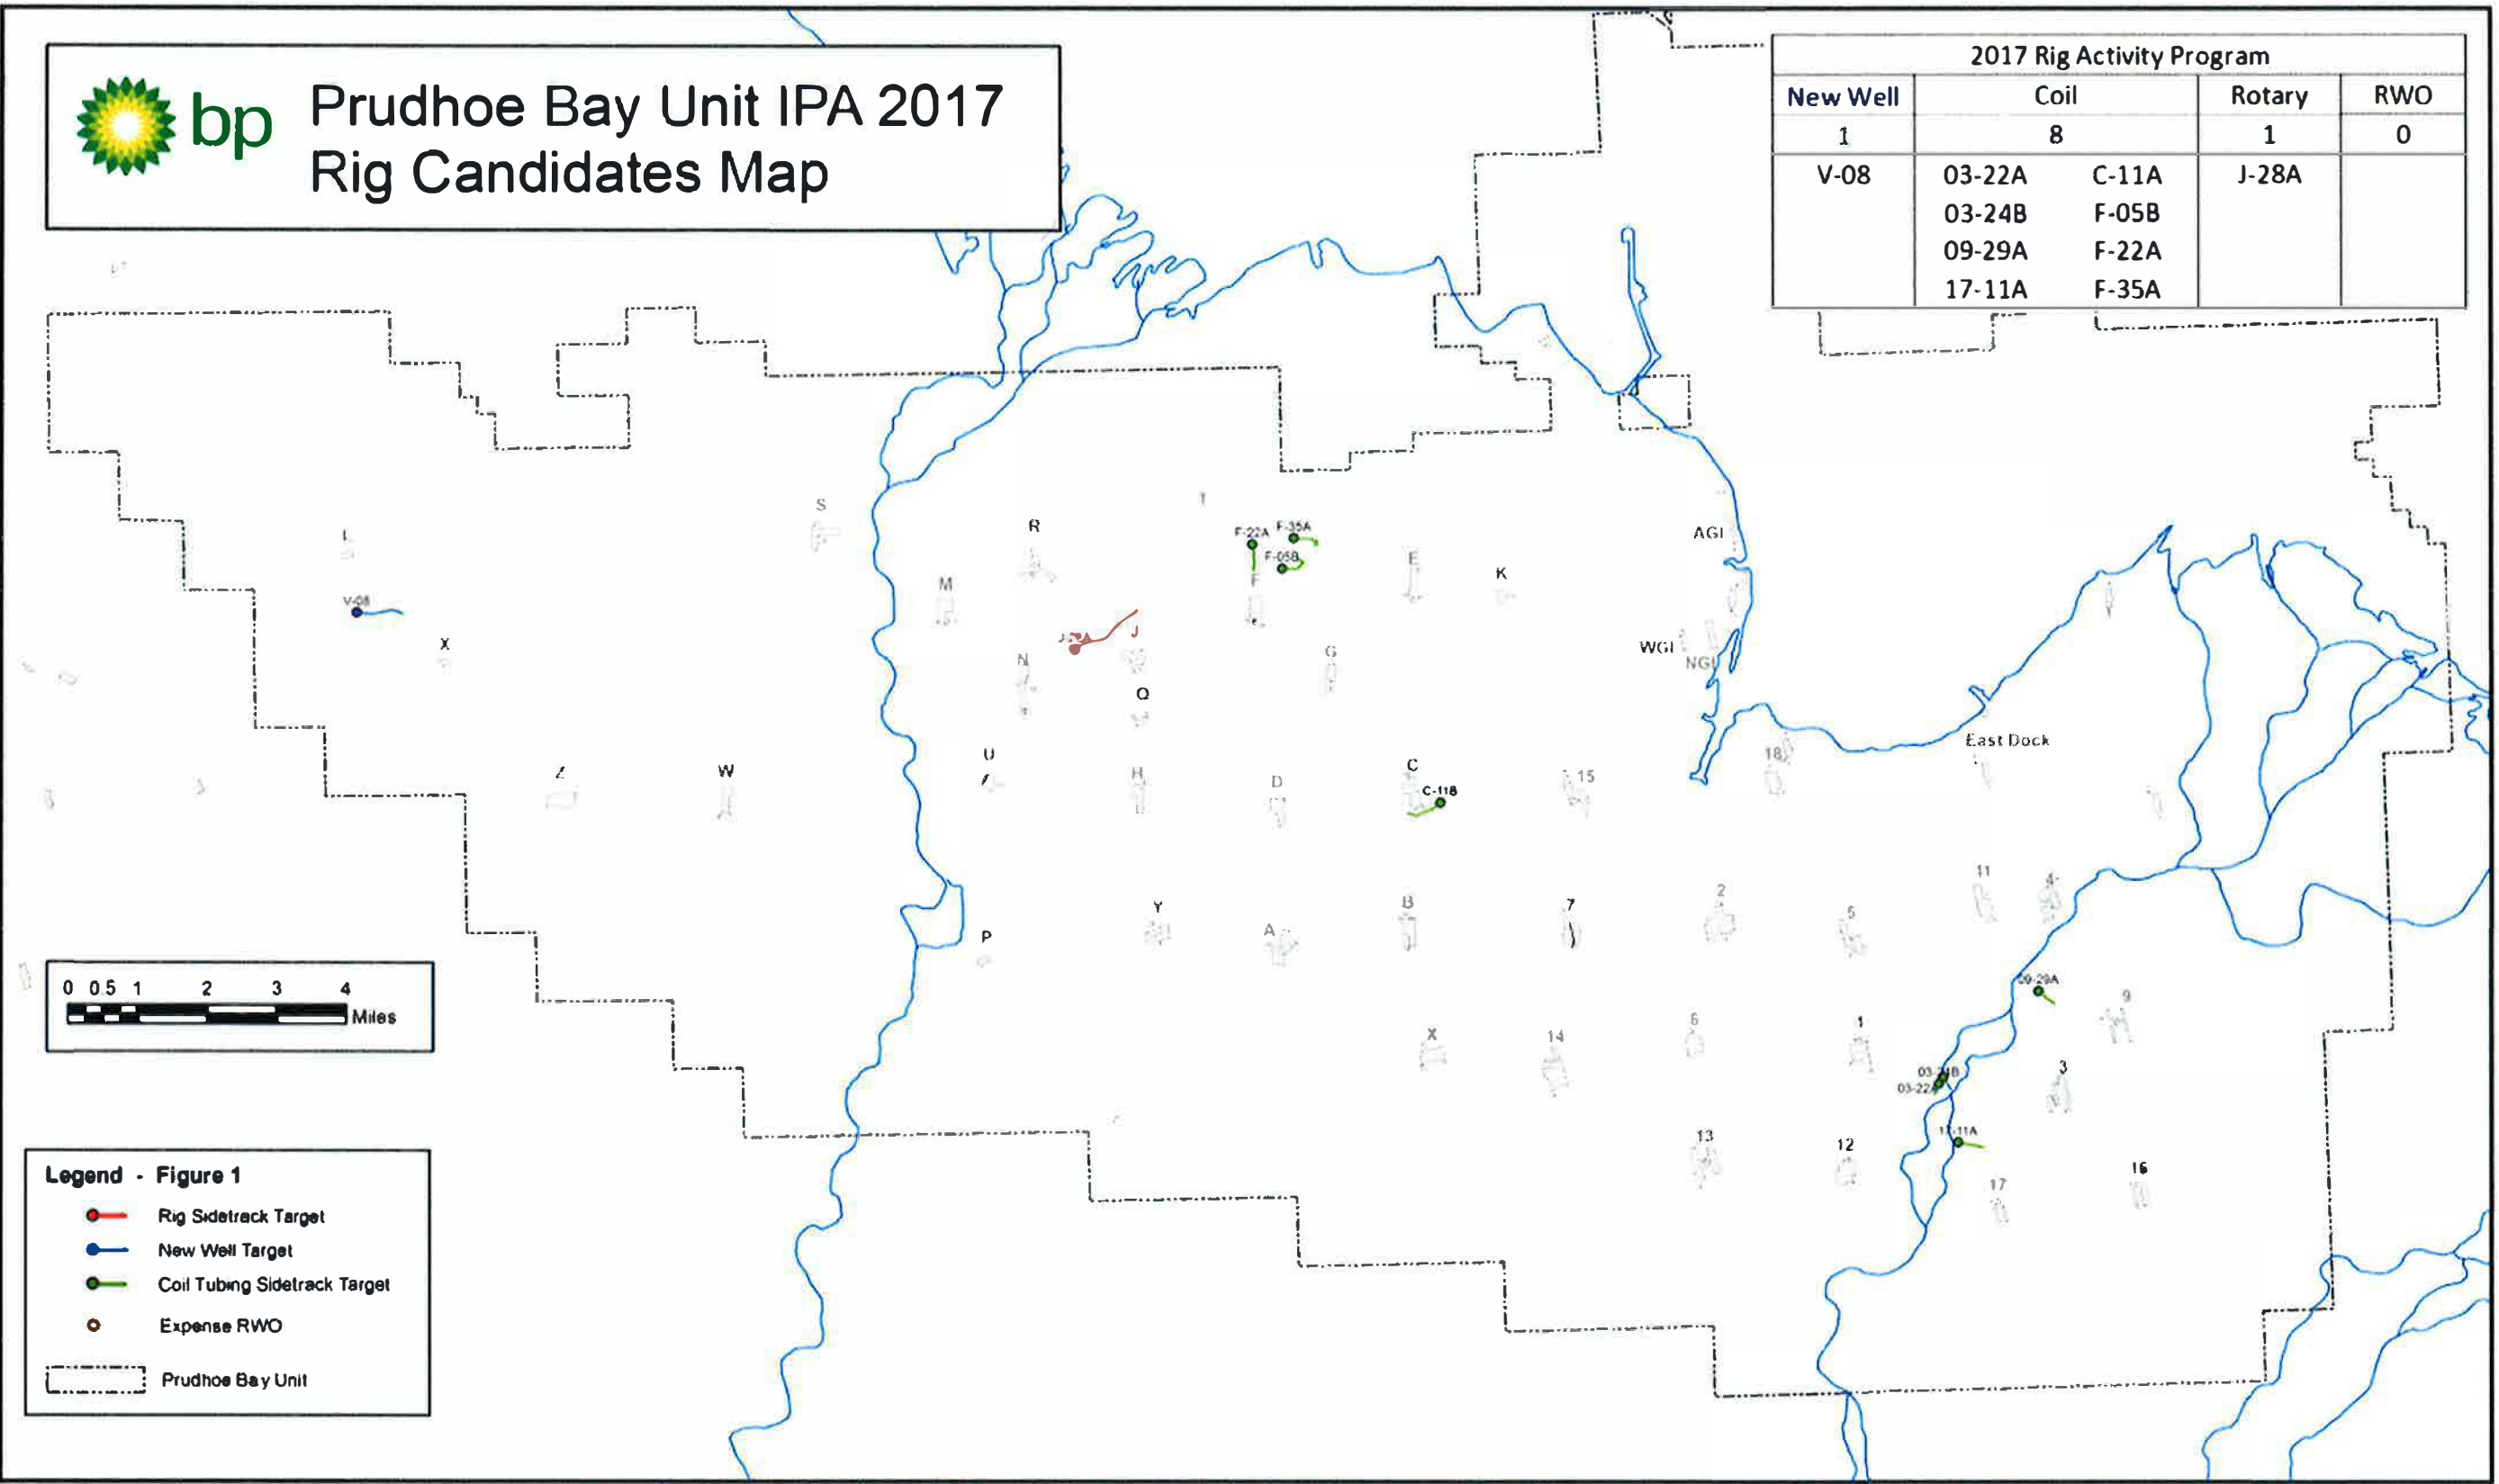 bp
Prudhoe Bay Unit IPA 2017
Rig Candidates Map
2017 Rig Activity Program
New Well Coil Rotary RWO
1 8 1 0
V-08 03-22A C-11A J-28A
03-24B F-05B
09-29A F-22A
17-11A F-35A
S
T
R
L
F-22A F-35A
F-05B
AGI
M
F
E
K
V-08
X
J
N
G
WGI
NGI
Q
U
Z
W
H
D
C
C-11B
15
18
East Dock
11
4
Y
A
B
7
2
5
P
09-29A
9
X
14
6
1
3
03-24B
03-22A
17-11A
13
12
17
16
0 0.5 1 2 3 4
Miles
Legend - Figure 1
Rig Sidetrack Target
New Well Target
Coil Tubing Sidetrack Target
Expense RWO
Prudhoe Bay Unit